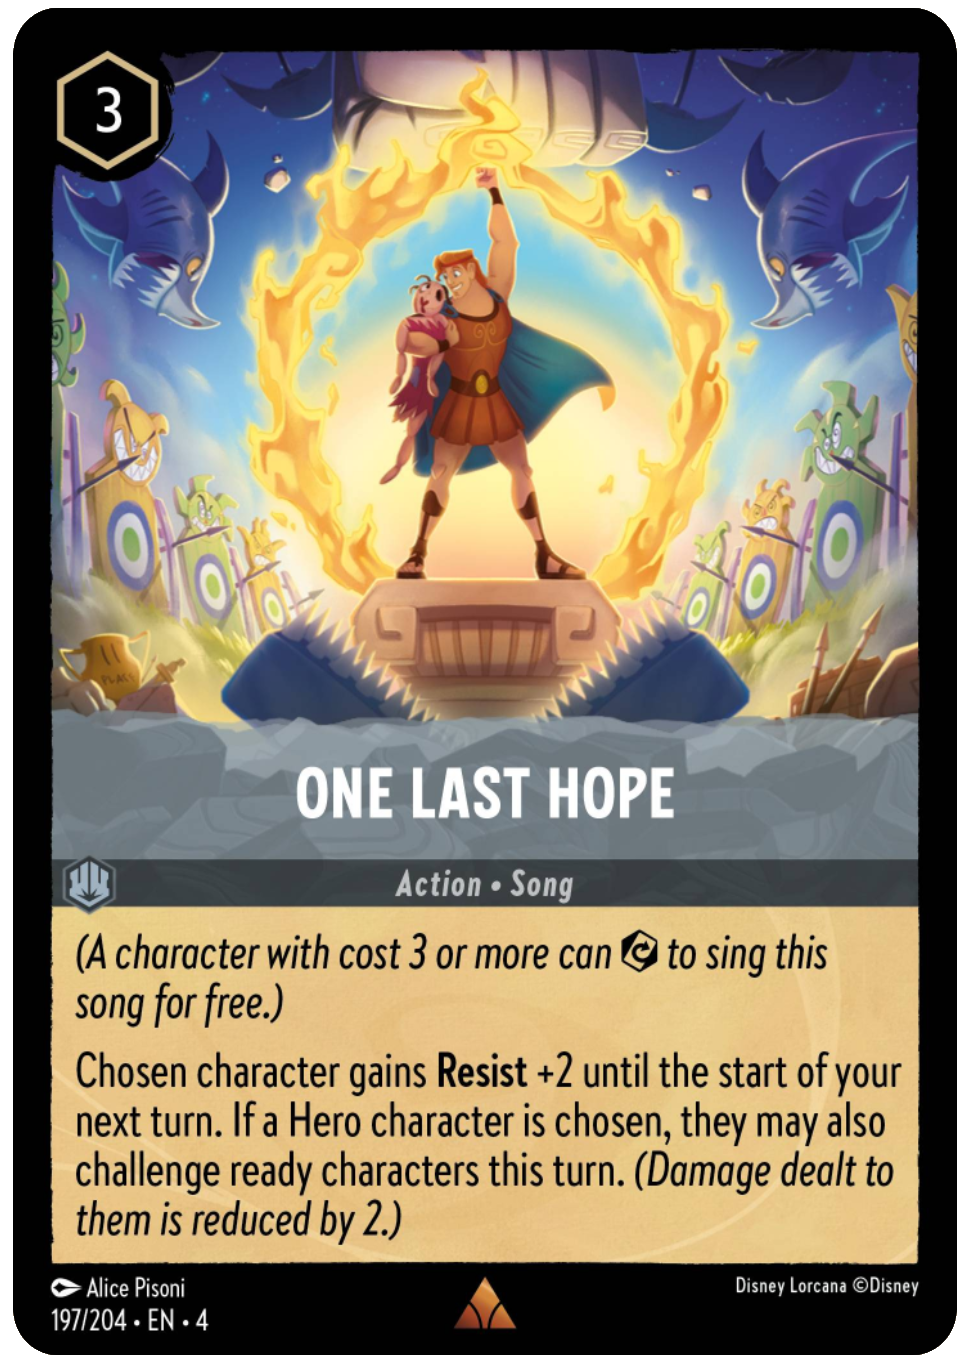 3
11
PLACE
ONE LAST HOPE
Action • Song
(A character with cost 3 or more can to sing this
song for free.)
Chosen character gains Resist +2 until the start of your
next turn. If a Hero character is chosen, they may also
challenge ready characters this turn. (Damage dealt to
them is reduced by 2.)
Alice Pisoni
Disney Lorcana ©Disney
197/204 • EN • 4